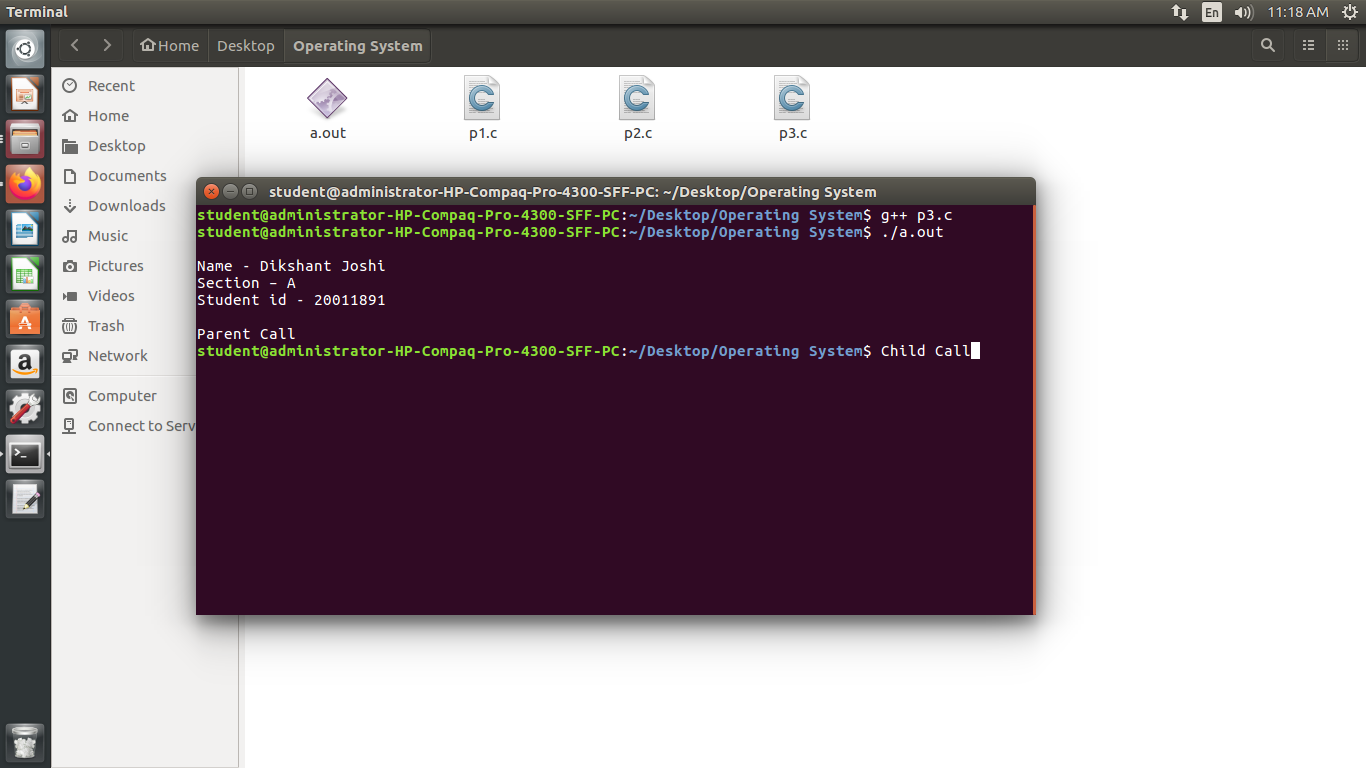 Terminal
En
11:18 AM
Home
Desktop
Operating System
Recent
Home
Desktop
Documents
Downloads
Music
Pictures
Videos
Trash
Network
Computer
Connect to Serv
a.out
p1.c
p2.c
p3.c
student@administrator-HP-Compaq-Pro-4300-SFF-PC: ~/Desktop/Operating System
student@administrator-HP-Compaq-Pro-4300-SFF-PC:~/Desktop/Operating System$ g++ p3.c
student@administrator-HP-Compaq-Pro-4300-SFF-PC:~/Desktop/Operating System$ ./a.out
Name - Dikshant Joshi
Section – A
Student id - 20011891
Parent Call
student@administrator-HP-Compaq-Pro-4300-SFF-PC:~/Desktop/Operating System$ Child Call